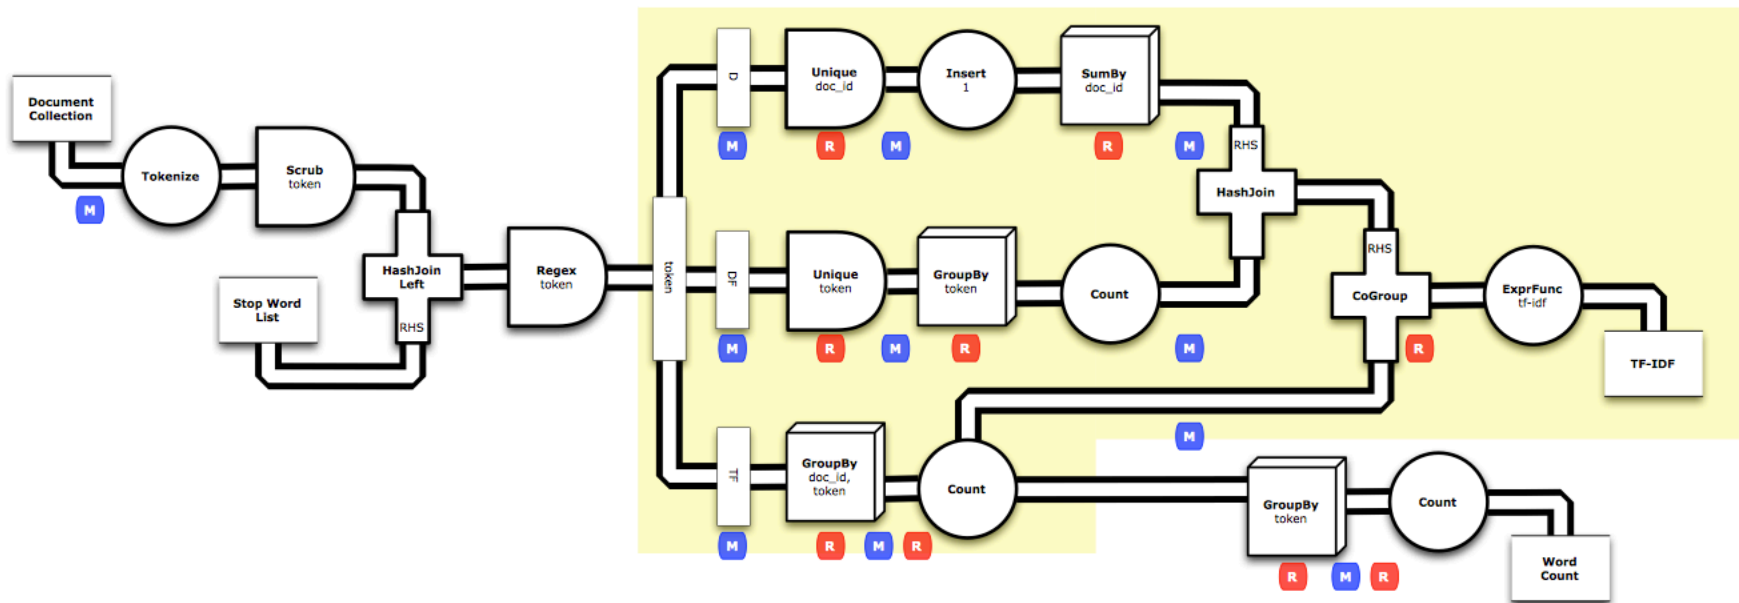 Document
Collection
M
Tokenize
Scrub
token
Stop Word
List
HashJoin
Left
RHS
Regex
token
token
D
M
Unique
doc_id
R
M
Insert
1
SumBy
doc_id
R
M
RHS
HashJoin
DF
M
Unique
token
R
M
GroupBy
token
R
Count
M
RHS
CoGroup
R
ExprFunc
tf-idf
TF-IDF
TF
M
GroupBy
doc_id,
token
R
M
R
Count
M
GroupBy
token
R
M
R
Count
Word
Count